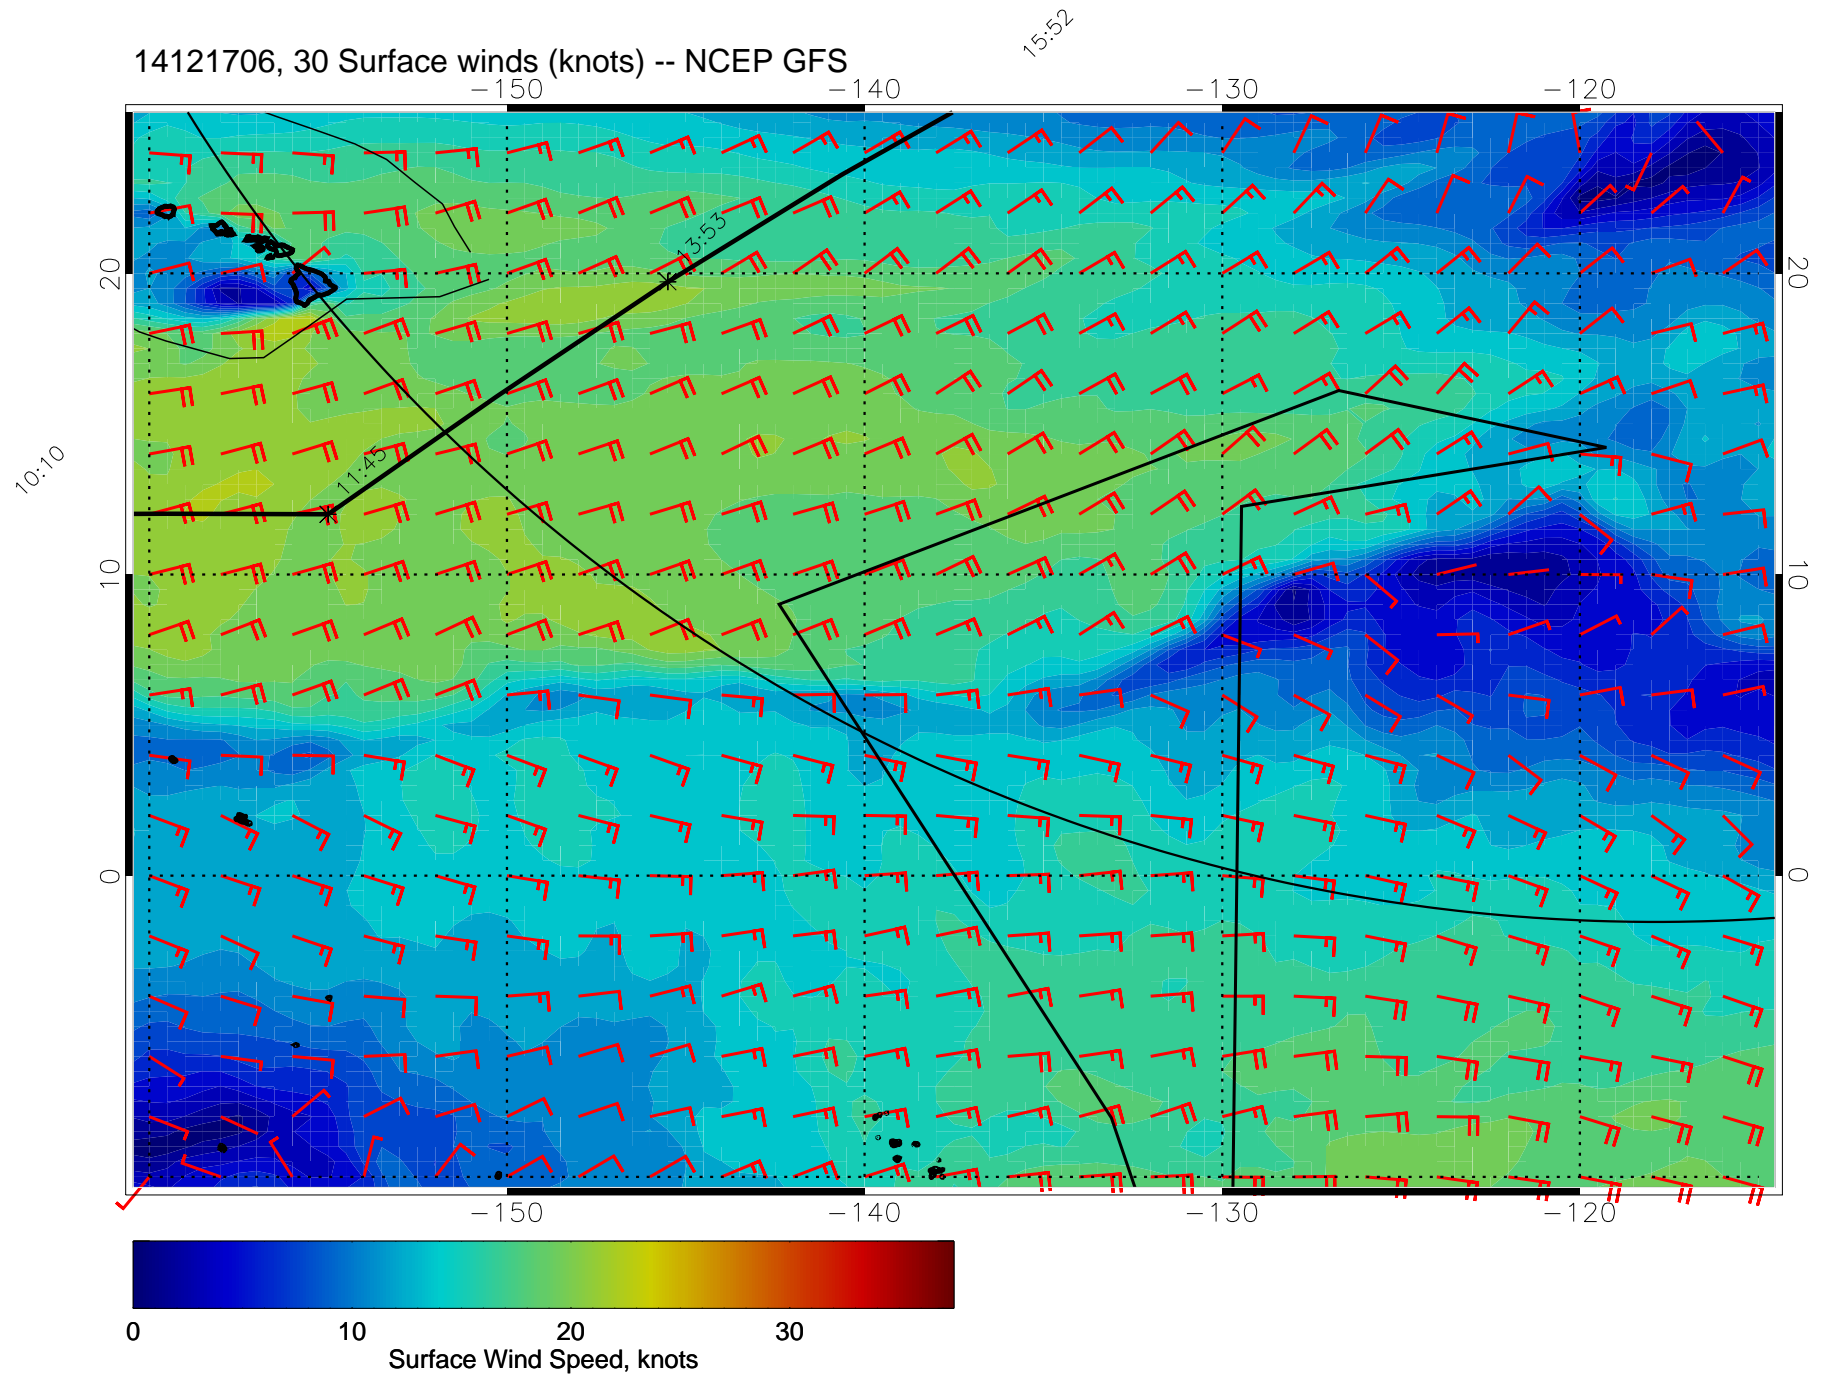 15:52
14121706, 30 Surface winds (knots) -- NCEP GFS
-150 -140 -130 -120
13:53
20 20
11:45
10:10
10 10
0 0
-150 -140 -130 -120
0 10 20 30
Surface Wind Speed, knots